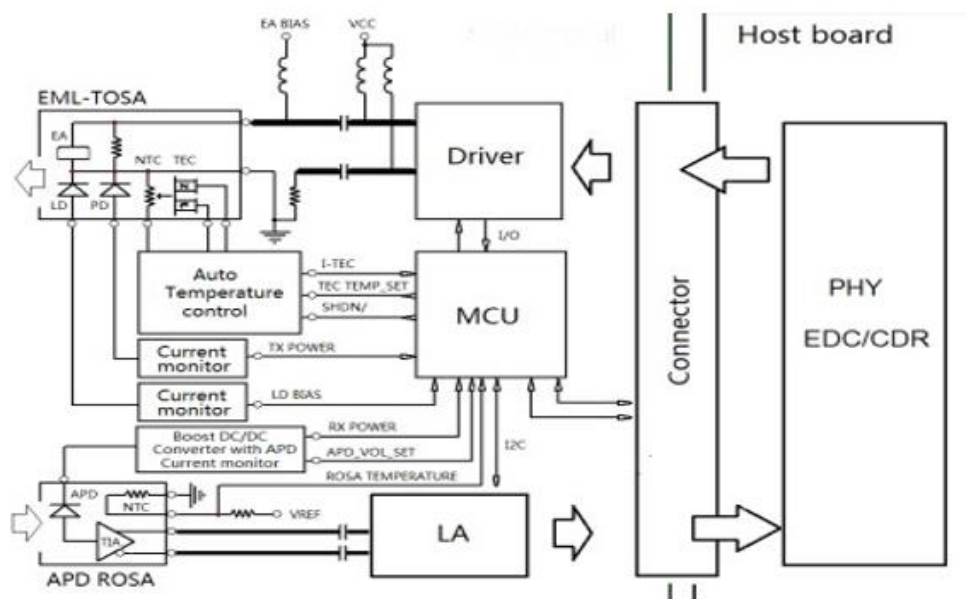 EA BIAS
VCC
Host board
EML-TOSA
EA
NTC
TEC
LD
PD
Driver
I/O
Auto
Temperature
control
I-TEC
TEC TEMP_SET
SHDN/
MCU
Connector
PHY
EDC/CDR
Current
monitor
TX POWER
Current
monitor
LD BIAS
Boost DC/DC
Converter with APD
Current monitor
RX POWER
APD_VOL_SET
ROSA TEMPERATURE
I2C
APD
NTC
VREF
TIA
LA
APD ROSA